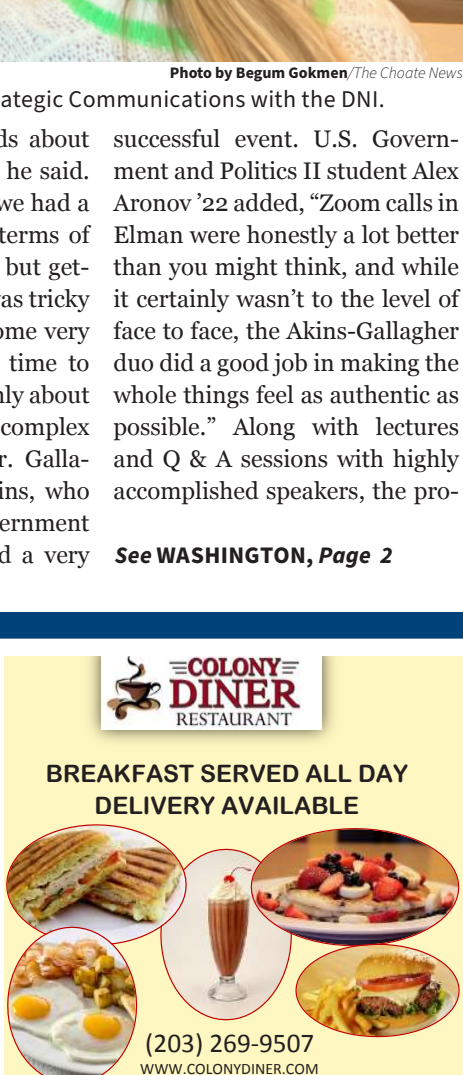 Photo by Begum Gokmen/The Choate News
ategic Communications with the DNI.
ds about
he said.
we had a
terms of
but get-
vas tricky
ome very
time to
nly about
complex
r. Galla-
ins, who
ernment
d a very
successful event. U.S. Govern-
ment and Politics II student Alex
Aronov ’22 added, “Zoom calls in
Elman were honestly a lot better
than you might think, and while
it certainly wasn’t to the level of
face to face, the Akins-Gallagher
duo did a good job in making the
whole things feel as authentic as
possible.” Along with lectures
and Q & A sessions with highly
accomplished speakers, the pro-
See WASHINGTON, Page 2
COLONY
DINER
RESTAURANT
BREAKFAST SERVED ALL DAY
DELIVERY AVAILABLE
(203) 269-9507
WWW.COLONYDINER.COM